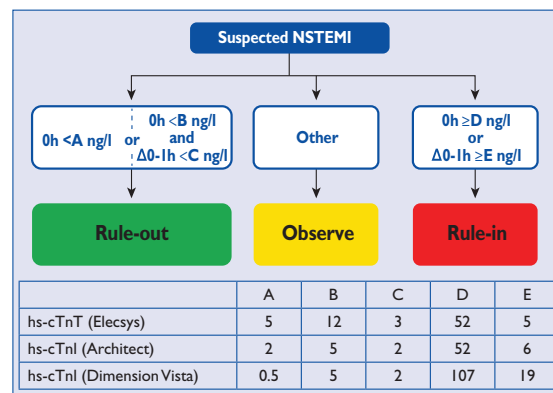 Suspected NSTEMI
0h <A ng/l or 0h <B ng/l
and
Δ0-1h <C ng/l
Other
0h ≥D ng/l
or
Δ0-1h ≥E ng/l
Rule-out
Observe
Rule-in
A B C D E
hs-cTnT (Elecsys) 5 12 3 52 5
hs-cTnI (Architect) 2 5 2 52 6
hs-cTnI (Dimension Vista) 0.5 5 2 107 19